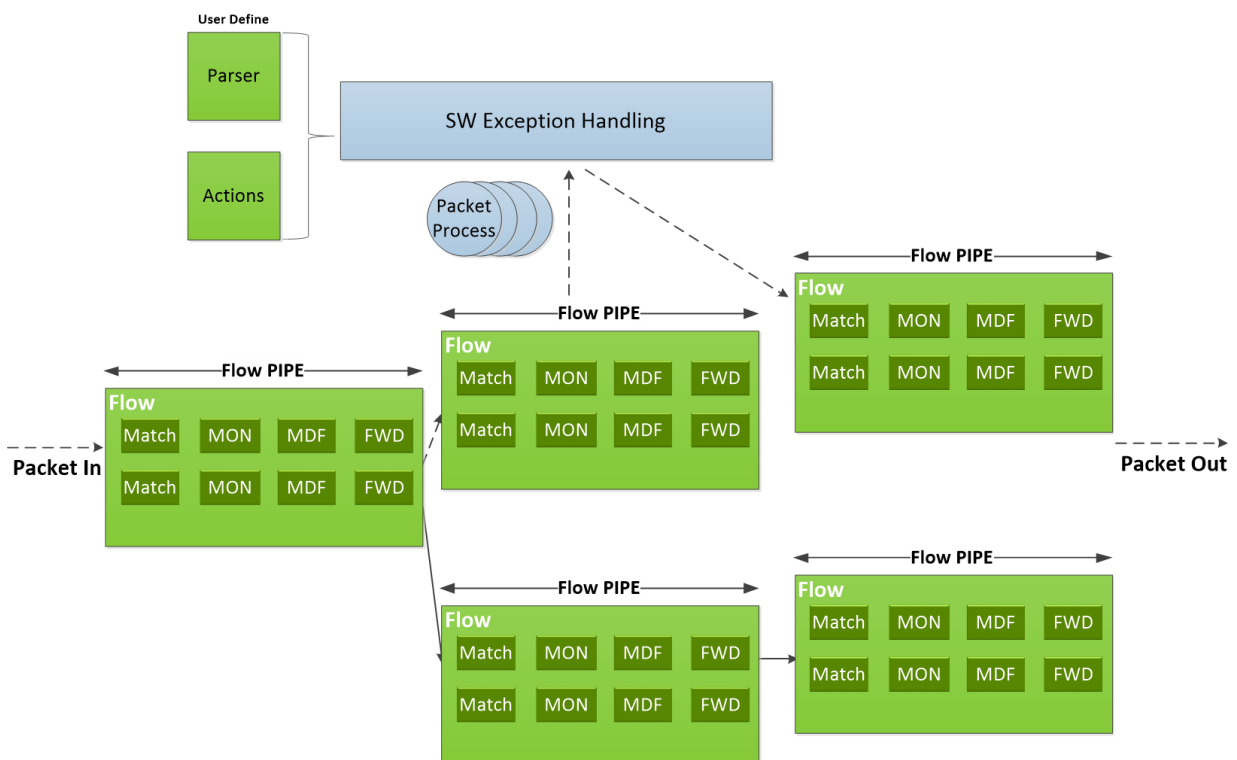 User Define
Parser
Actions
SW Exception Handling
Packet
Process
Flow PIPE
Flow
Match MON MDF FWD
Match MON MDF FWD
Flow PIPE
Flow
Match MON MDF FWD
Match MON MDF FWD
Flow PIPE
Flow
Match MON MDF FWD
Match MON MDF FWD
Packet In
Packet Out
Flow PIPE
Flow
Match MON MDF FWD
Match MON MDF FWD
Flow PIPE
Flow
Match MON MDF FWD
Match MON MDF FWD